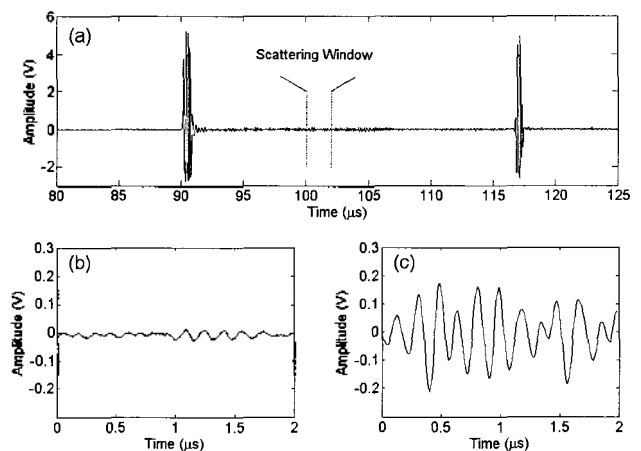 (a)
6
4
2
0
-2
Amplitude (V)
Scattering Window
80 85 90 95 100 105 110 115 120 125
Time (μs)
(b)
0.3
0.2
0.1
0
-0.1
-0.2
Amplitude (V)
0 0.5 1 1.5 2
Time (μs)
(c)
0.3
0.2
0.1
0
-0.1
-0.2
Amplitude (V)
0 0.5 1 1.5 2
Time (μs)